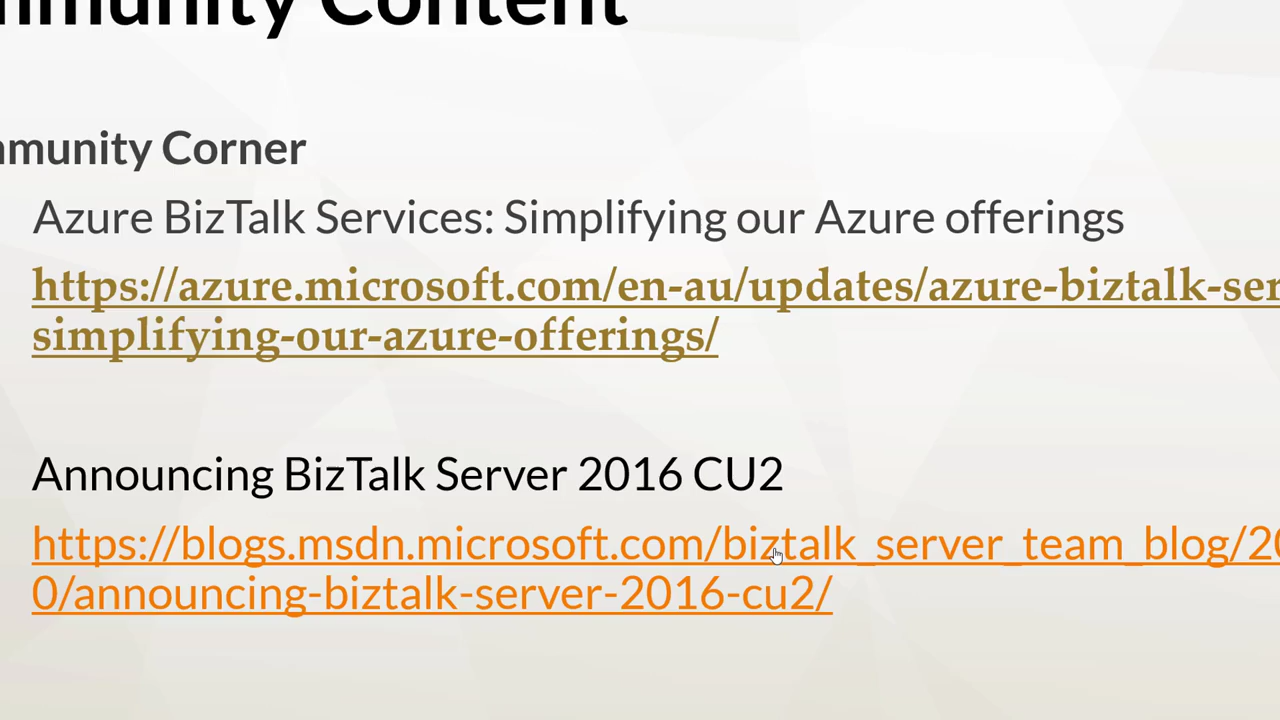 mmunity Content
mmunity Corner
Azure BizTalk Services: Simplifying our Azure offerings
https://azure.microsoft.com/en-au/updates/azure-biztalk-ser
simplifying-our-azure-offerings/
Announcing BizTalk Server 2016 CU2
https://blogs.msdn.microsoft.com/biztalk_server_team_blog/20
0/announcing-biztalk-server-2016-cu2/